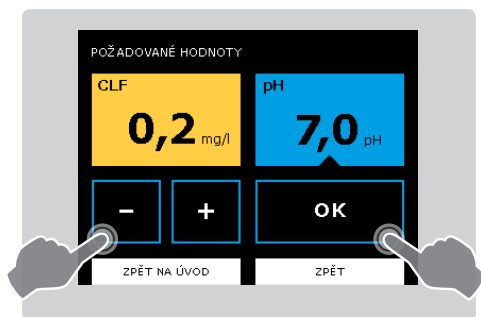 POŽADOVANÉ HODNOTY
CLF
pH
0,2 mg/l
7,0 pH
– + OK
ZPĚT NA ÚVOD
ZPĚT